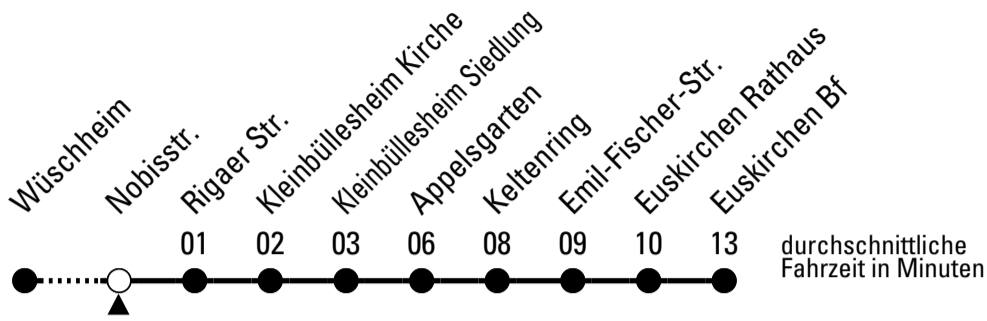 Wüschheim
Nobisstr.
Rigaer Str.
Kleinbüllesheim Kirche
Kleinbüllesheim Siedlung
Appelsgarten
Keltenring
Emil-Fischer-Str.
Euskirchen Rathaus
Euskirchen Bf
01 02 03 06 08 09 10 13
durchschnittliche
Fahrzeit in Minuten